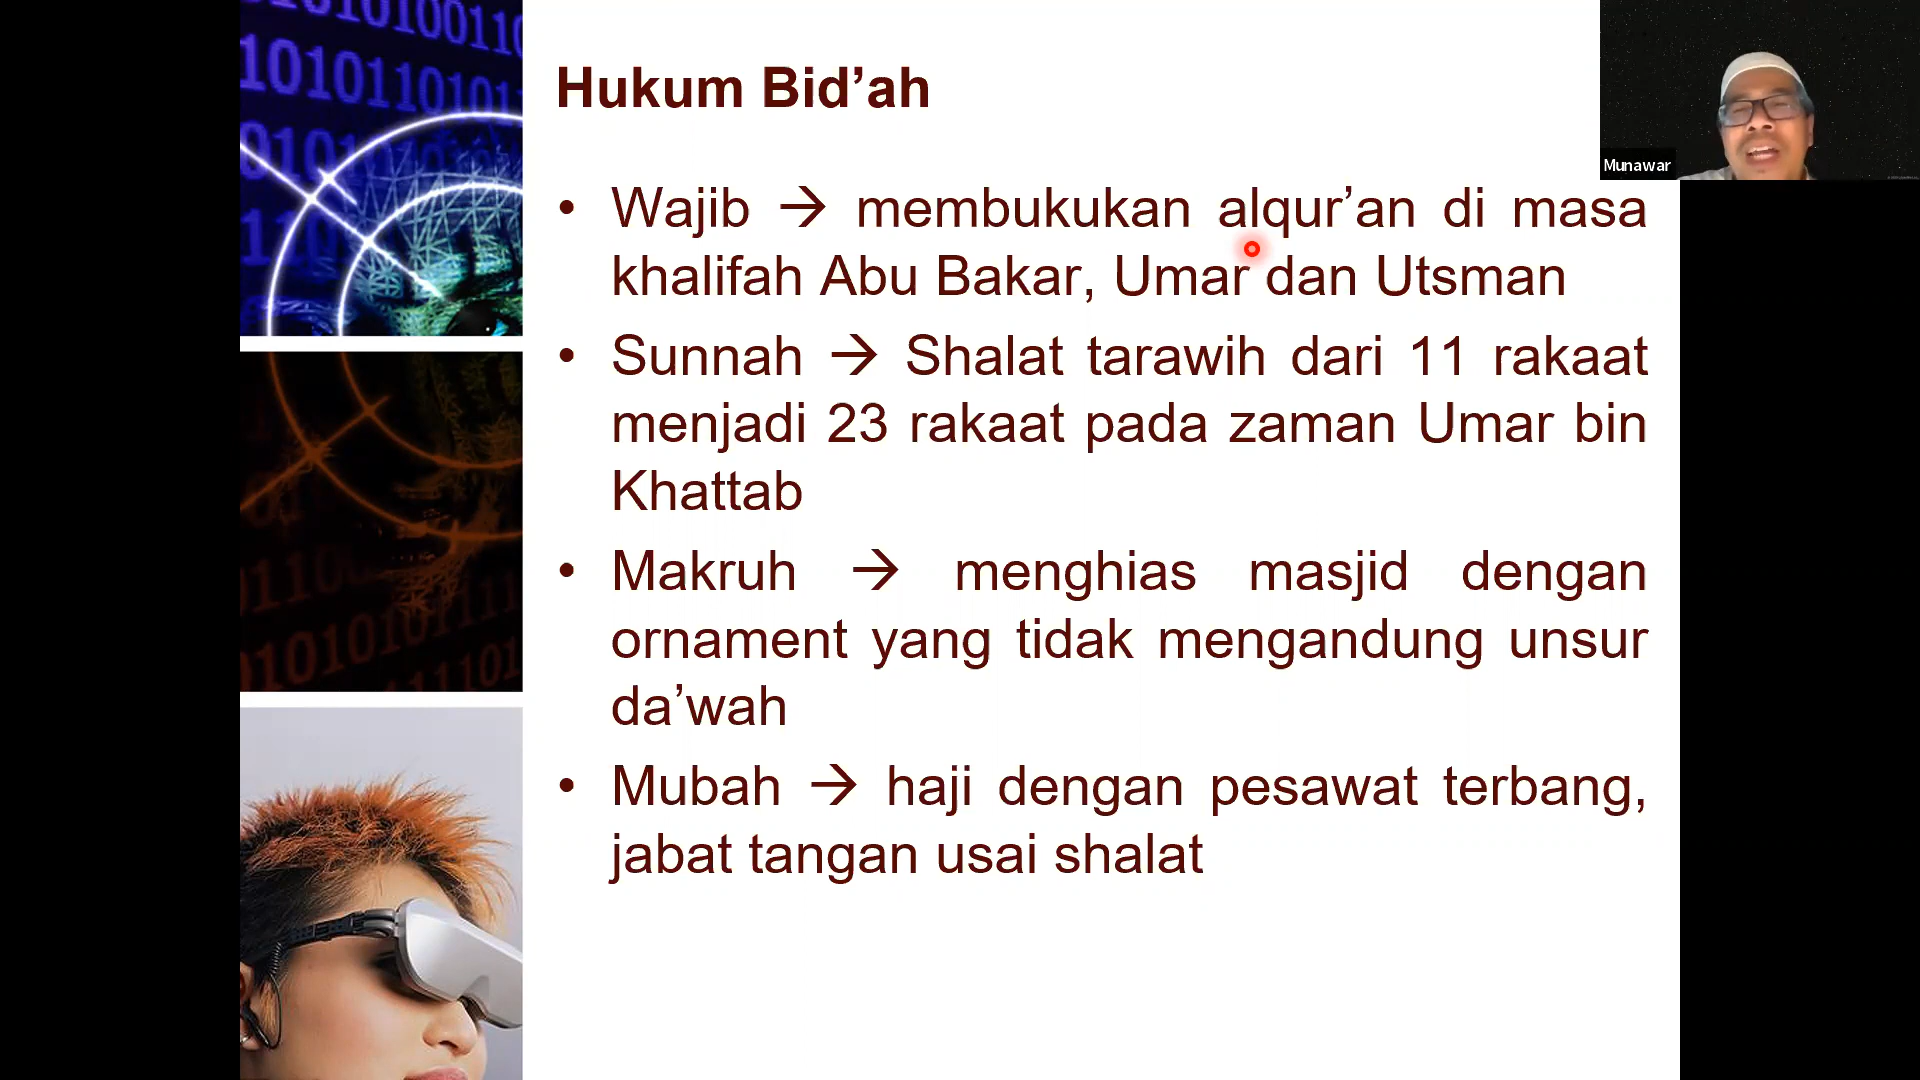 Hukum Bid’ah
Munawar
• Wajib → membukukan alqur’an di masa
khalifah Abu Bakar, Umar dan Utsman
• Sunnah → Shalat tarawih dari 11 rakaat
menjadi 23 rakaat pada zaman Umar bin
Khattab
• Makruh → menghias masjid dengan
ornament yang tidak mengandung unsur
da’wah
• Mubah → haji dengan pesawat terbang,
jabat tangan usai shalat